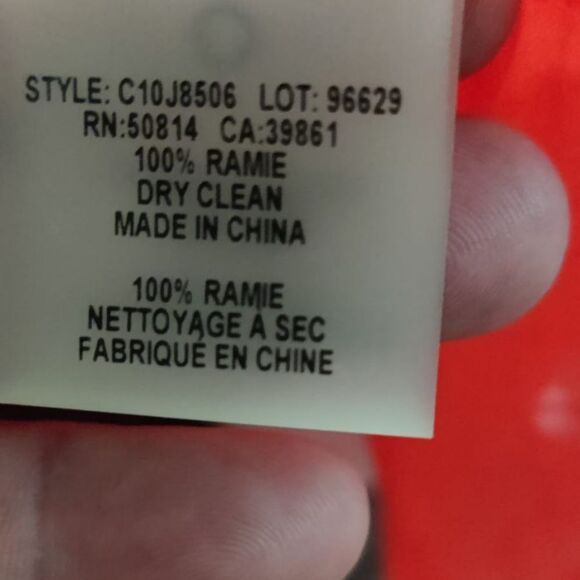 STYLE: C10J8506 LOT: 96629
RN:50814 CA:39861
100% RAMIE
DRY CLEAN
MADE IN CHINA
100% RAMIE
NETTOYAGE À SEC
FABRIQUÉ EN CHINE